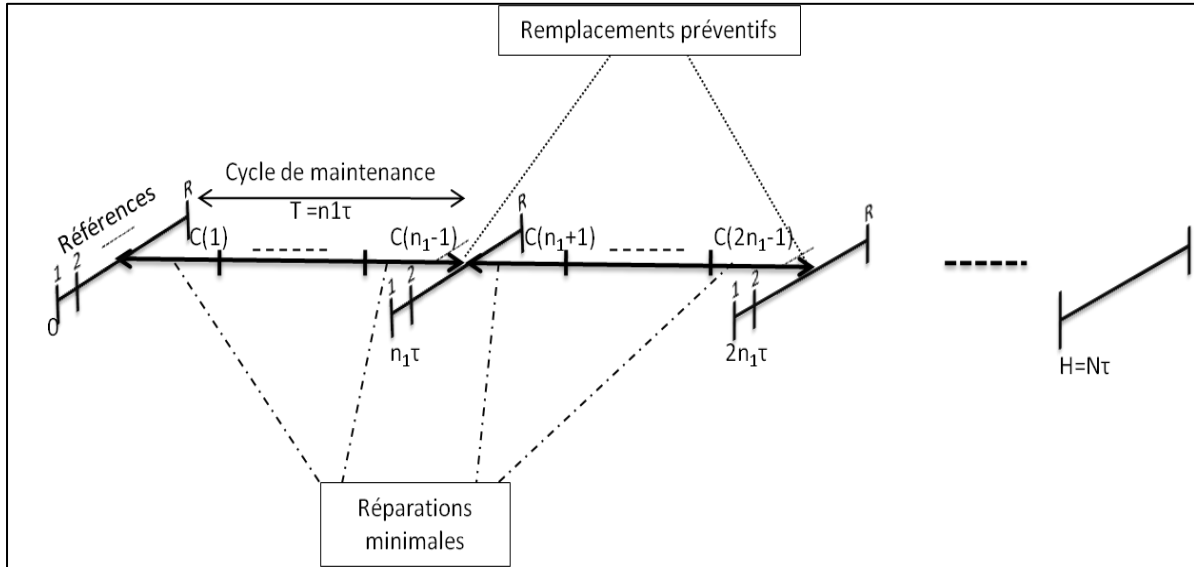 Remplacements préventifs
Cycle de maintenance
T =n1τ
Références
1 2 R
C(1)
C(n₁-1)
R
C(n₁+1)
C(2n₁-1)
R
0
1 2
n₁τ
1 2
2n₁τ
H=Nτ
Réparations
minimales